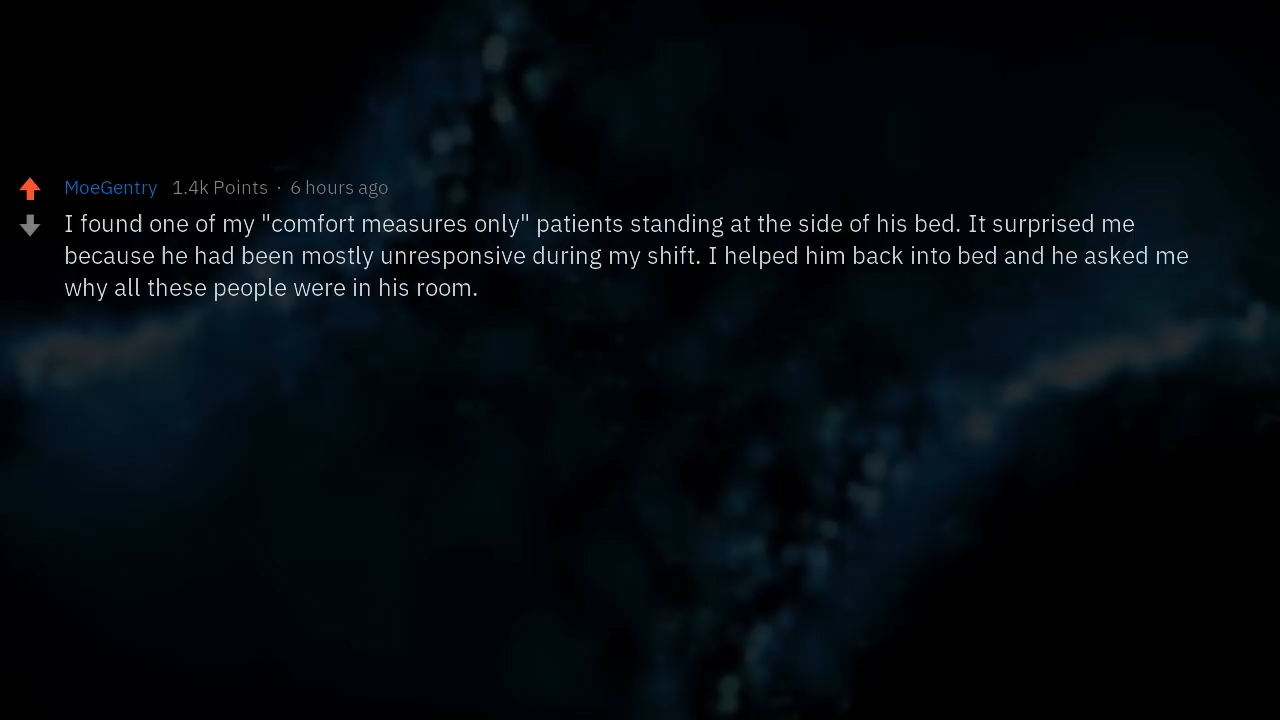 MoeGentry 1.4k Points · 6 hours ago
I found one of my "comfort measures only" patients standing at the side of his bed. It surprised me
because he had been mostly unresponsive during my shift. I helped him back into bed and he asked me
why all these people were in his room.